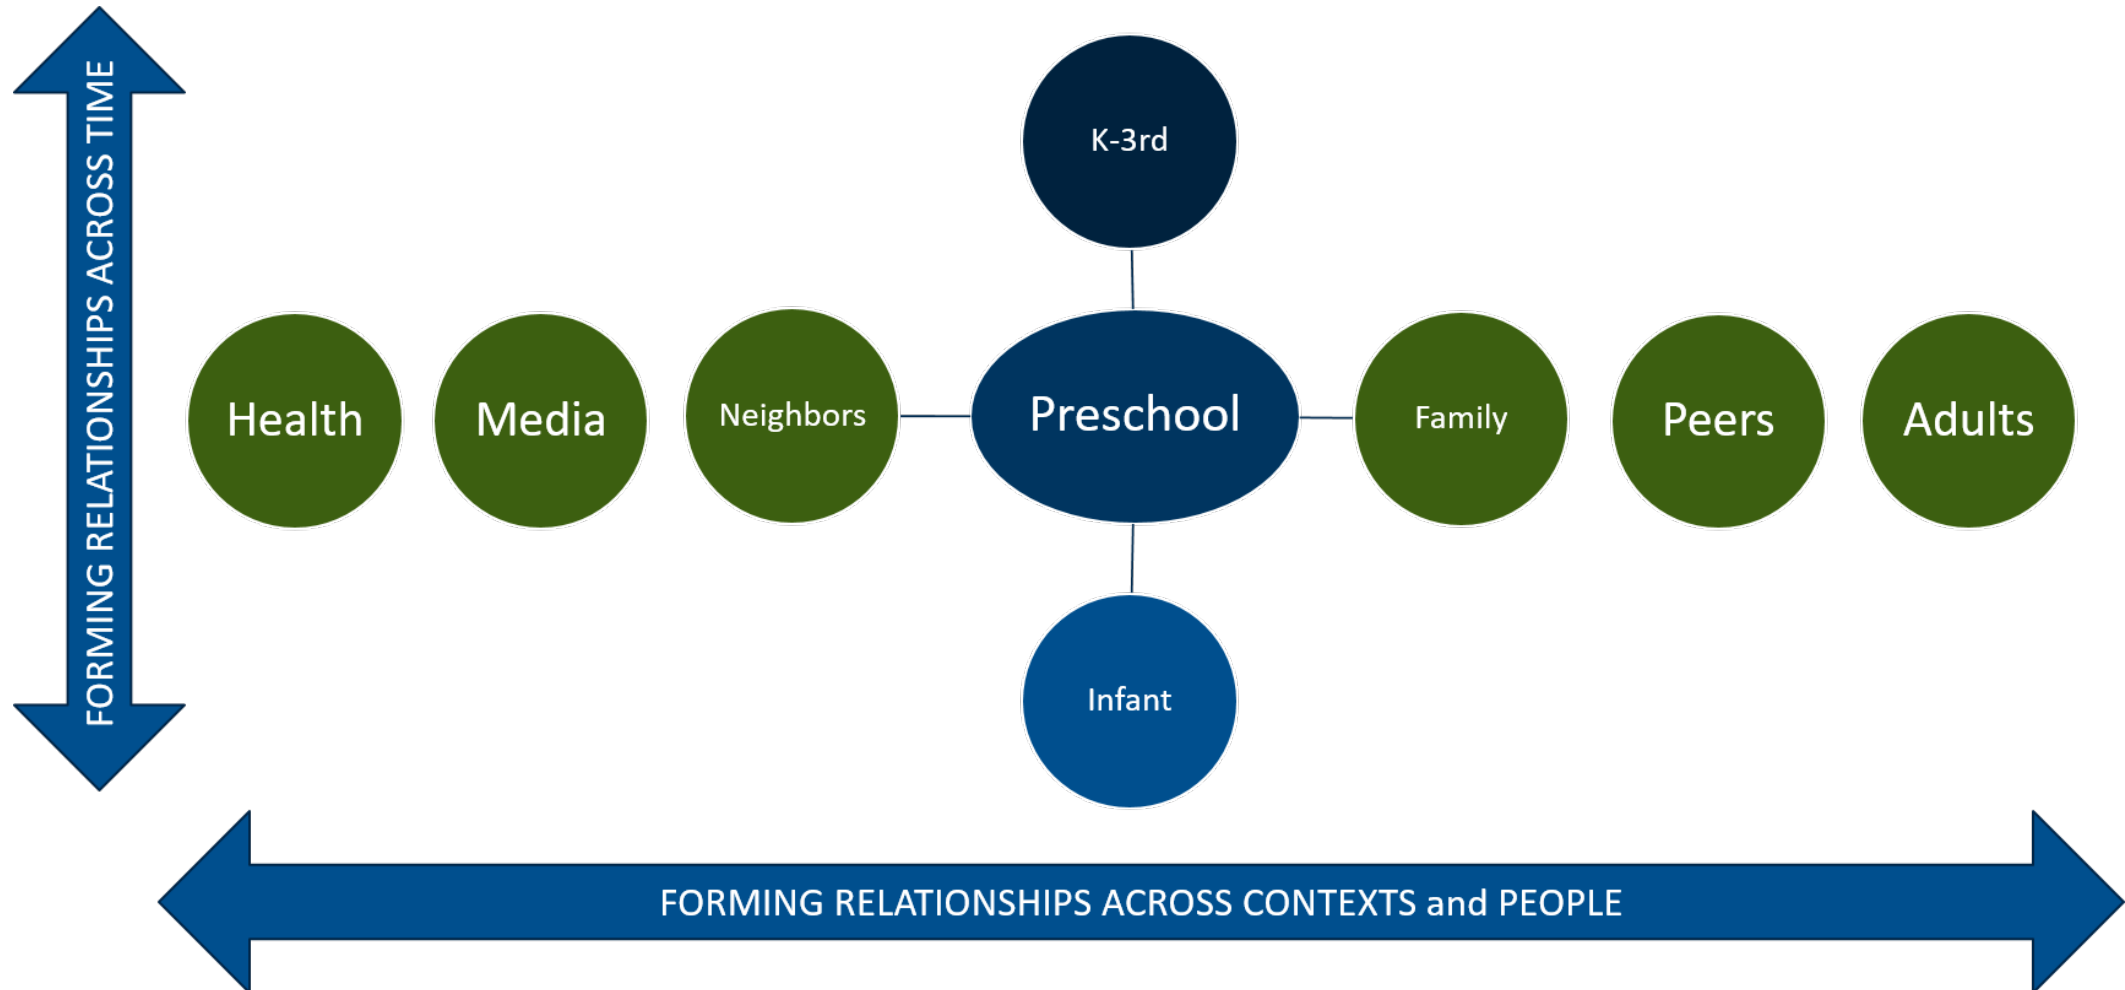 FORMING RELATIONSHIPS ACROSS TIME
K-3rd
Health
Media
Neighbors
Preschool
Family
Peers
Adults
Infant
FORMING RELATIONSHIPS ACROSS CONTEXTS and PEOPLE